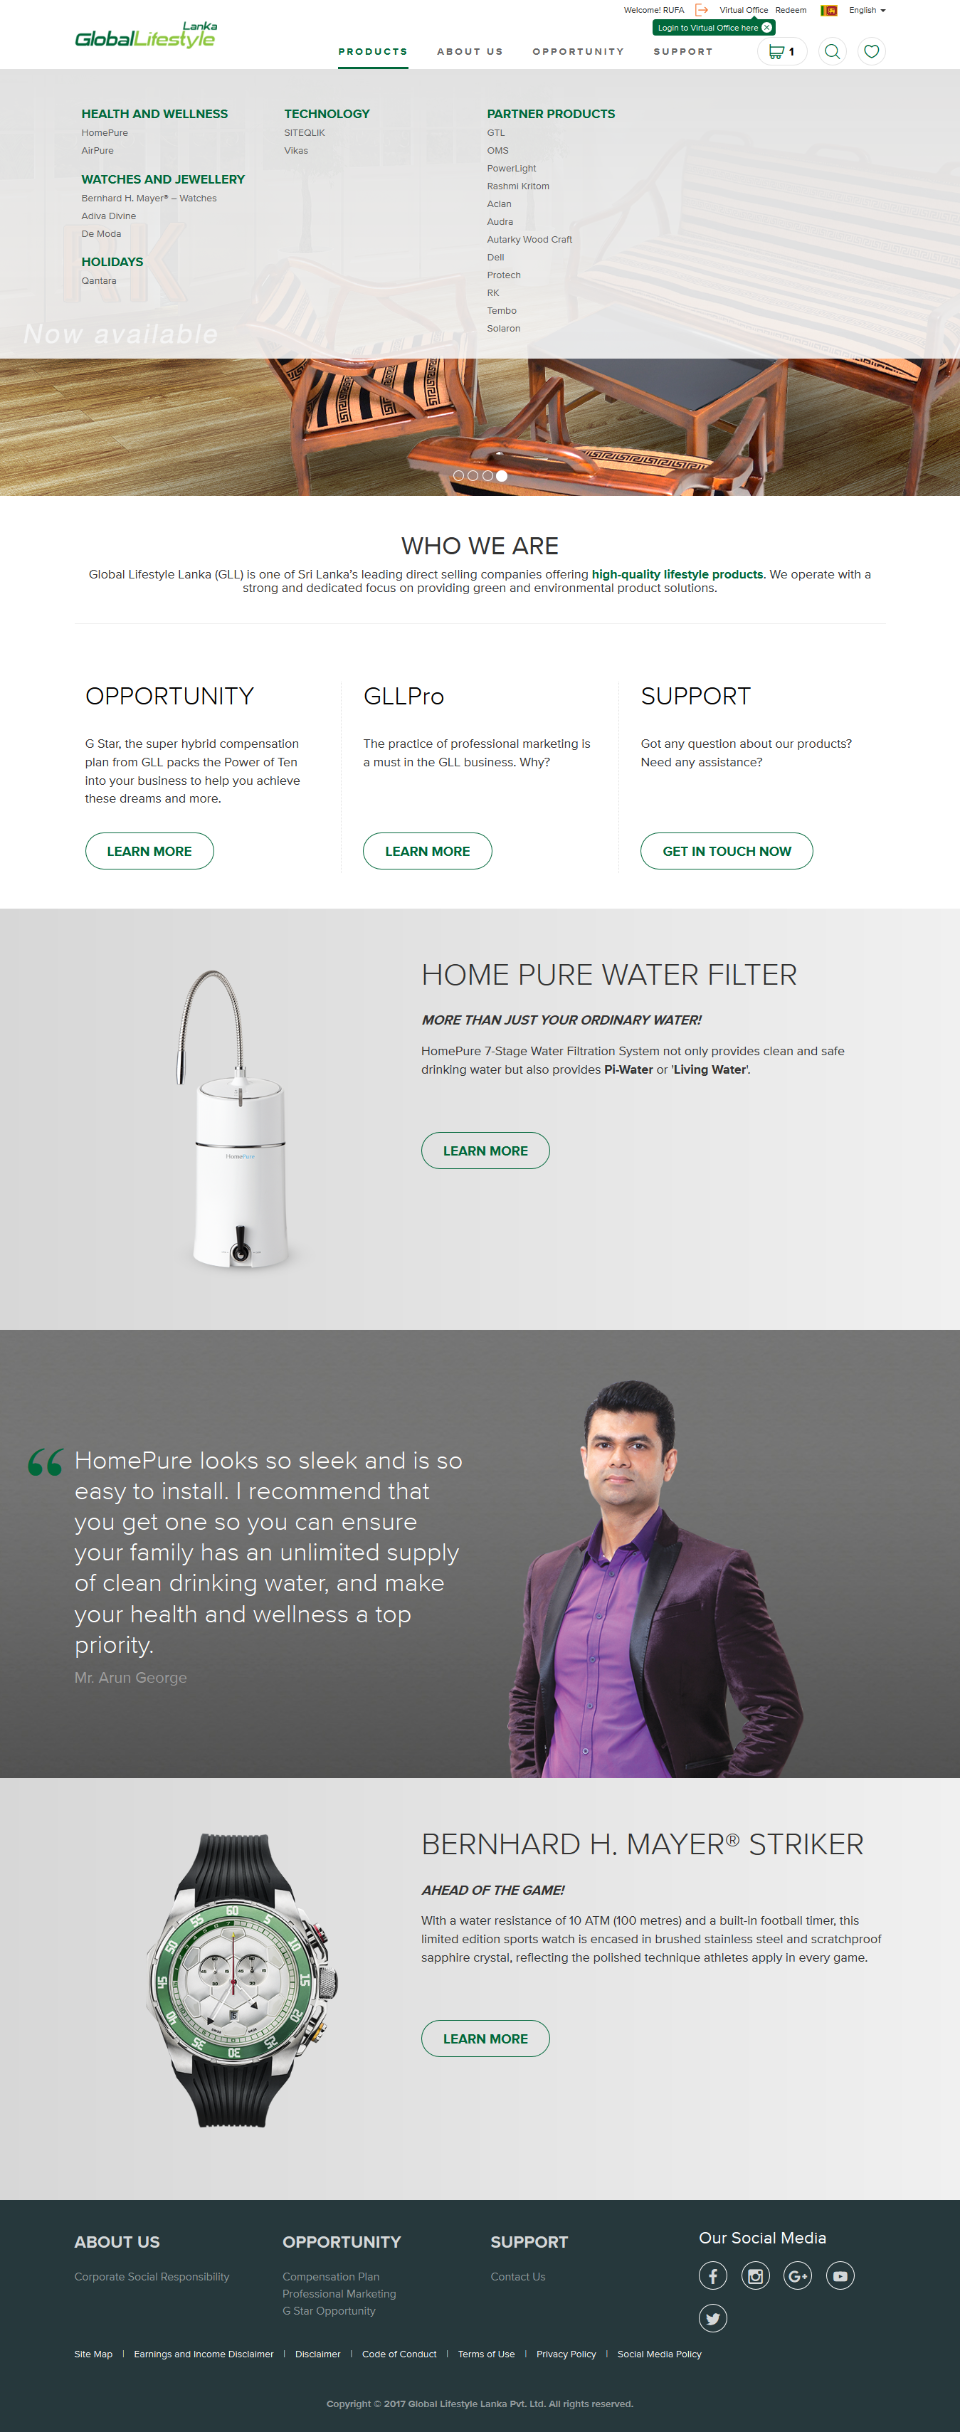 Welcome! RUFA
Virtual Office
Redeem
English
Login to Virtual Office here
Lanka
GlobalLifestyle
PRODUCTS
ABOUT US
OPPORTUNITY
SUPPORT
1
HEALTH AND WELLNESS
HomePure
AirPure
WATCHES AND JEWELLERY
Bernhard H. Mayer® – Watches
Adiva Divine
De Moda
HOLIDAYS
Qantara
TECHNOLOGY
SITEQLIK
Vikas
PARTNER PRODUCTS
GTL
OMS
PowerLight
Rashmi Kritom
Aclan
Audra
Autarky Wood Craft
Dell
Protech
RK
Tembo
Solaron
RK
Now available
WHO WE ARE
Global Lifestyle Lanka (GLL) is one of Sri Lanka's leading direct selling companies offering high-quality lifestyle products. We operate with a
strong and dedicated focus on providing green and environmental product solutions.
OPPORTUNITY
G Star, the super hybrid compensation
plan from GLL packs the Power of Ten
into your business to help you achieve
these dreams and more.
LEARN MORE
GLLPro
The practice of professional marketing is
a must in the GLL business. Why?
LEARN MORE
SUPPORT
Got any question about our products?
Need any assistance?
GET IN TOUCH NOW
HomePure
HOME PURE WATER FILTER
MORE THAN JUST YOUR ORDINARY WATER!
HomePure 7-Stage Water Filtration System not only provides clean and safe
drinking water but also provides Pi-Water or 'Living Water'.
LEARN MORE
“ HomePure looks so sleek and is so
easy to install. I recommend that
you get one so you can ensure
your family has an unlimited supply
of clean drinking water, and make
your health and wellness a top
priority.
Mr. Arun George
60
5
10
15
20
25
30
35
40
45
50
55
BERNHARD H. MAYER® STRIKER
AHEAD OF THE GAME!
With a water resistance of 10 ATM (100 metres) and a built-in football timer, this
limited edition sports watch is encased in brushed stainless steel and scratchproof
sapphire crystal, reflecting the polished technique athletes apply in every game.
LEARN MORE
ABOUT US
Corporate Social Responsibility
OPPORTUNITY
Compensation Plan
Professional Marketing
G Star Opportunity
SUPPORT
Contact Us
Our Social Media
Site Map | Earnings and Income Disclaimer | Disclaimer | Code of Conduct | Terms of Use | Privacy Policy | Social Media Policy
Copyright © 2017 Global Lifestyle Lanka Pvt. Ltd. All rights reserved.